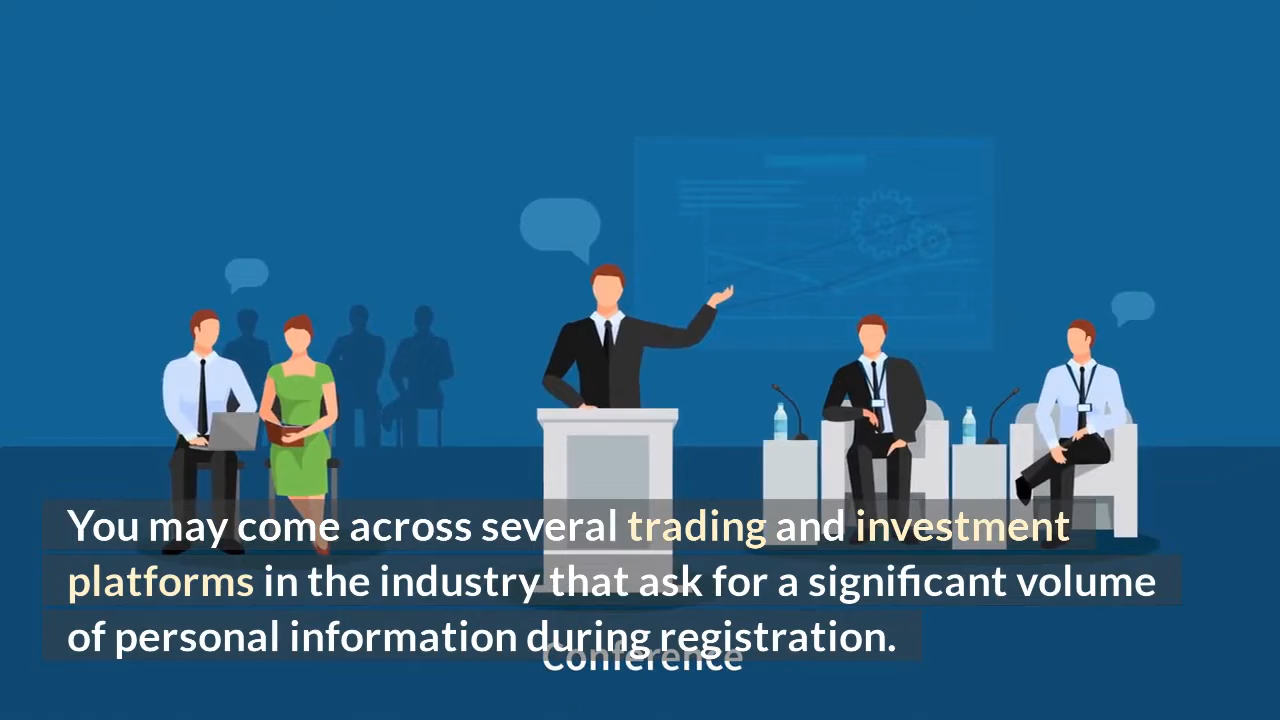 You may come across several trading and investment
platforms in the industry that ask for a significant volume
of personal information during registration.
Conference